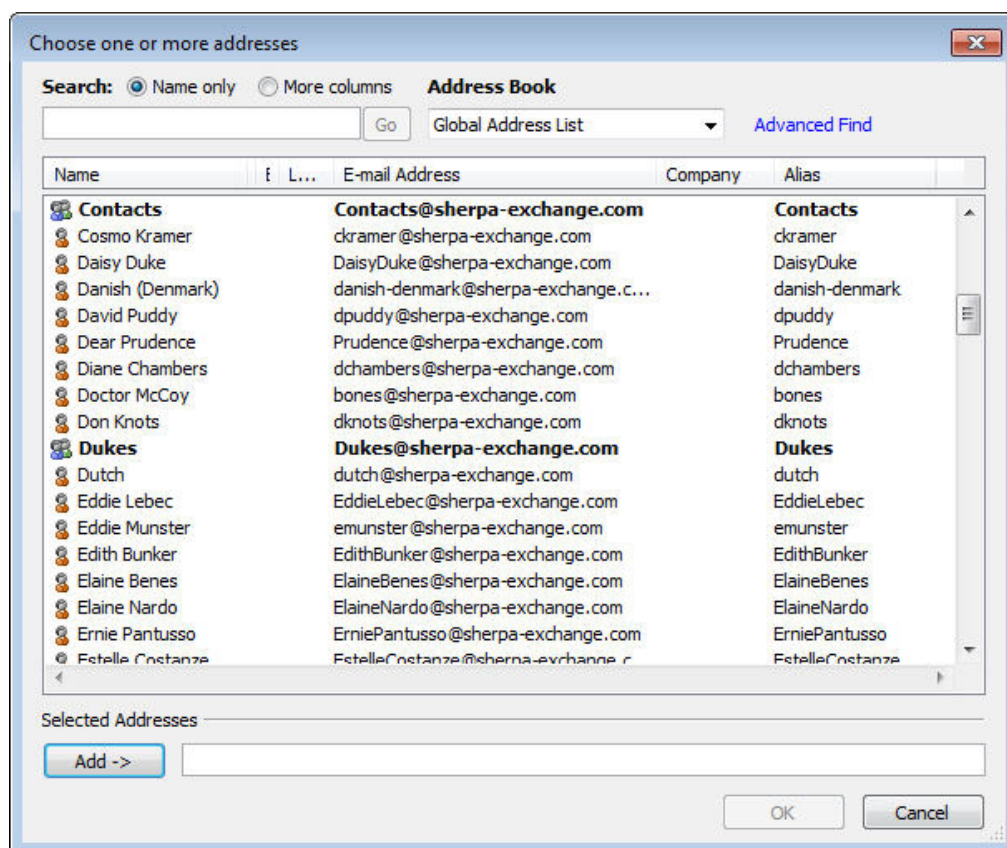 Choose one or more addresses
Search: Name only More columns Address Book
Go Global Address List Advanced Find
Name E L... E-mail Address Company Alias
Contacts Contacts@sherpa-exchange.com Contacts
Cosmo Kramer ckramer@sherpa-exchange.com ckramer
Daisy Duke DaisyDuke@sherpa-exchange.com DaisyDuke
Danish (Denmark) danish-denmark@sherpa-exchange.c... danish-denmark
David Puddy dpuddy@sherpa-exchange.com dpuddy
Dear Prudence Prudence@sherpa-exchange.com Prudence
Diane Chambers dchambers@sherpa-exchange.com dchambers
Doctor McCoy bones@sherpa-exchange.com bones
Don Knots dknots@sherpa-exchange.com dknots
Dukes Dukes@sherpa-exchange.com Dukes
Dutch dutch@sherpa-exchange.com dutch
Eddie Lebec EddieLebec@sherpa-exchange.com EddieLebec
Eddie Munster emunster@sherpa-exchange.com emunster
Edith Bunker EdithBunker@sherpa-exchange.com EdithBunker
Elaine Benes ElaineBenes@sherpa-exchange.com ElaineBenes
Elaine Nardo ElaineNardo@sherpa-exchange.com ElaineNardo
Ernie Pantusso ErniePantusso@sherpa-exchange.com ErniePantusso
Estelle Costanze EstelleCostanze@sherpa-exchange.c EstelleCostanze
Selected Addresses
Add ->
OK Cancel